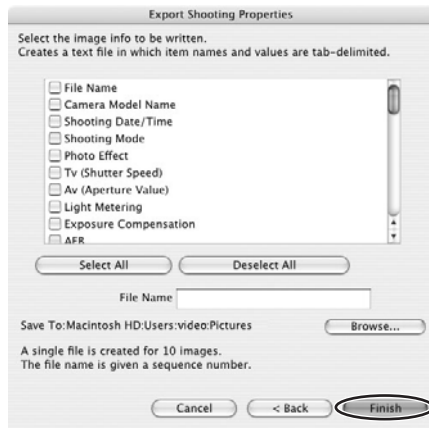 Export Shooting Properties
Select the image info to be written.
Creates a text file in which item names and values are tab-delimited.
File Name
Camera Model Name
Shooting Date/Time
Shooting Mode
Photo Effect
Tv (Shutter Speed)
Av (Aperture Value)
Light Metering
Exposure Compensation
AEB
Select All Deselect All
File Name
Save To:Macintosh HD:Users:video:Pictures Browse...
A single file is created for 10 images.
The file name is given a sequence number.
Cancel < Back Finish